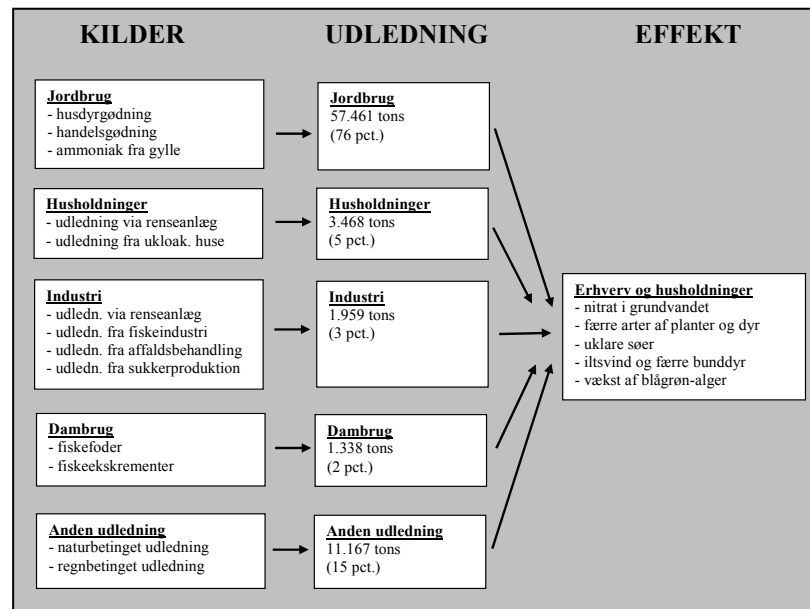 KILDER
UDLEDNING
EFFEKT
Jordbrug
- husdyrgødning
- handelsgødning
- ammoniak fra gylle
Jordbrug
57.461 tons
(76 pct.)
Husholdninger
- udledning via renseanlæg
- udledning fra ukloak. huse
Husholdninger
3.468 tons
(5 pct.)
Industri
- udledn. via renseanlæg
- udledn. fra fiskeindustri
- udledn. fra affaldsbehandling
- udledn. fra sukkerproduktion
Industri
1.959 tons
(3 pct.)
Erhverv og husholdninger
- nitrat i grundvandet
- færre arter af planter og dyr
- uklare søer
- iltsvind og færre bunddyr
- vækst af blågrøn-alger
Dambrug
- fiskefoder
- fiskeekskrementer
Dambrug
1.338 tons
(2 pct.)
Anden udledning
- naturbetinget udledning
- regnbetinget udledning
Anden udledning
11.167 tons
(15 pct.)